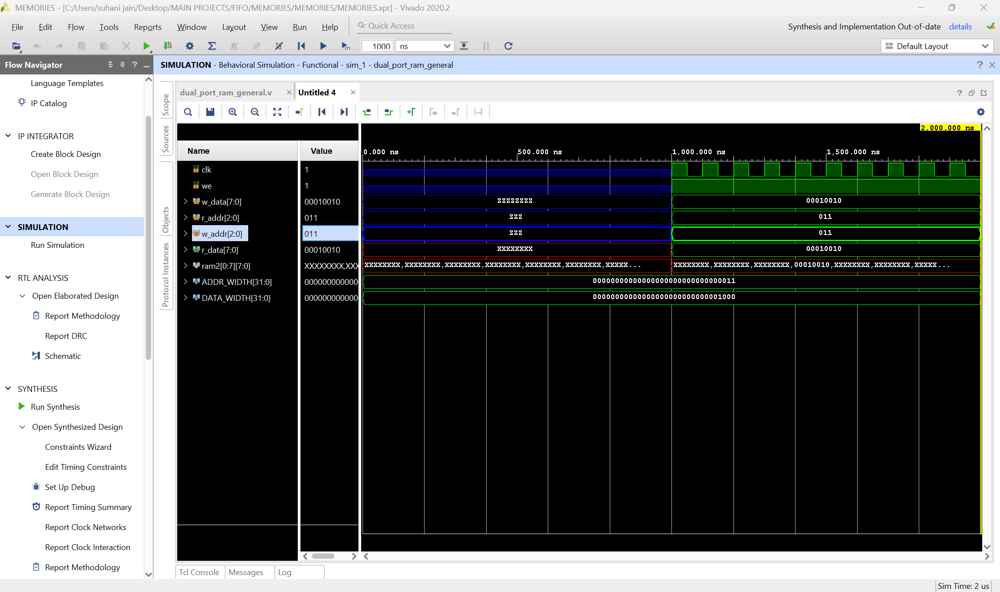 MEMORIES - [C:/Users/suhani jain/Desktop/MAIN PROJECTS/FIFO/MEMORIES/MEMORIES/MEMORIES.xpr] - Vivado 2020.2
File Edit Flow Tools Reports Window Layout View Run Help Quick Access Synthesis and Implementation Out-of-date details
1000 ns Default Layout
Flow Navigator
SIMULATION - Behavioral Simulation - Functional - sim_1 - dual_port_ram_general
Language Templates
IP Catalog
IP INTEGRATOR
Create Block Design
Open Block Design
Generate Block Design
SIMULATION
Run Simulation
RTL ANALYSIS
Open Elaborated Design
Report Methodology
Report DRC
Schematic
SYNTHESIS
Run Synthesis
Open Synthesized Design
Constraints Wizard
Edit Timing Constraints
Set Up Debug
Report Timing Summary
Report Clock Networks
Report Clock Interaction
Report Methodology
Scope
Sources
Objects
Protocol Instances
dual_port_ram_general.v Untitled 4
2,000.000 ns
Name Value 0.000 ns 500.000 ns 1,000.000 ns 1,500.000 ns
clk 1
we 1
w_data[7:0] 00010010 ZZZZZZZZ 00010010
r_addr[2:0] 011 ZZZ 011
w_addr[2:0] 011 ZZZ 011
r_data[7:0] 00010010 XXXXXXXX 00010010
ram2[0:7][7:0] XXXXXXXX,XXX XXXXXXXX,XXXXXXXX,XXXXXXXX,XXXXXXXX,XXXXXXXX,XXXXXXXX,XXXXX... XXXXXXXX,XXXXXXXX,XXXXXXXX,00010010,XXXXXXXX,XXXXXXXX,XXXXX...
ADDR_WIDTH[31:0] 000000000000 00000000000000000000000000000011
DATA_WIDTH[31:0] 000000000000 00000000000000000000000000001000
Tcl Console Messages Log
Sim Time: 2 us